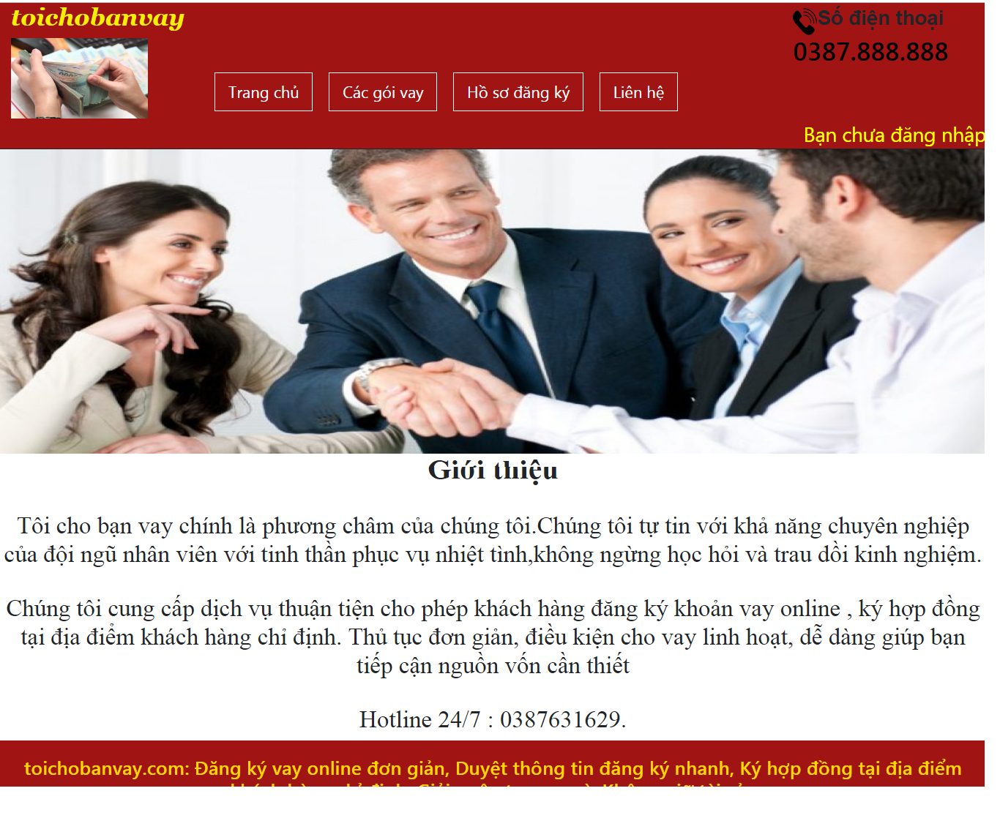 toichobanvay
Số điện thoại
0387.888.888
Trang chủ
Các gói vay
Hồ sơ đăng ký
Liên hệ
Bạn chưa đăng nhập
Giới thiệu
Tôi cho bạn vay chính là phương châm của chúng tôi.Chúng tôi tự tin với khả năng chuyên nghiệp
của đội ngũ nhân viên với tinh thần phục vụ nhiệt tình,không ngừng học hỏi và trau dồi kinh nghiệm.
Chúng tôi cung cấp dịch vụ thuận tiện cho phép khách hàng đăng ký khoản vay online , ký hợp đồng
tại địa điểm khách hàng chỉ định. Thủ tục đơn giản, điều kiện cho vay linh hoạt, dễ dàng giúp bạn
tiếp cận nguồn vốn cần thiết
Hotline 24/7 : 0387631629.
toichobanvay.com: Đăng ký vay online đơn giản, Duyệt thông tin đăng ký nhanh, Ký hợp đồng tại địa điểm